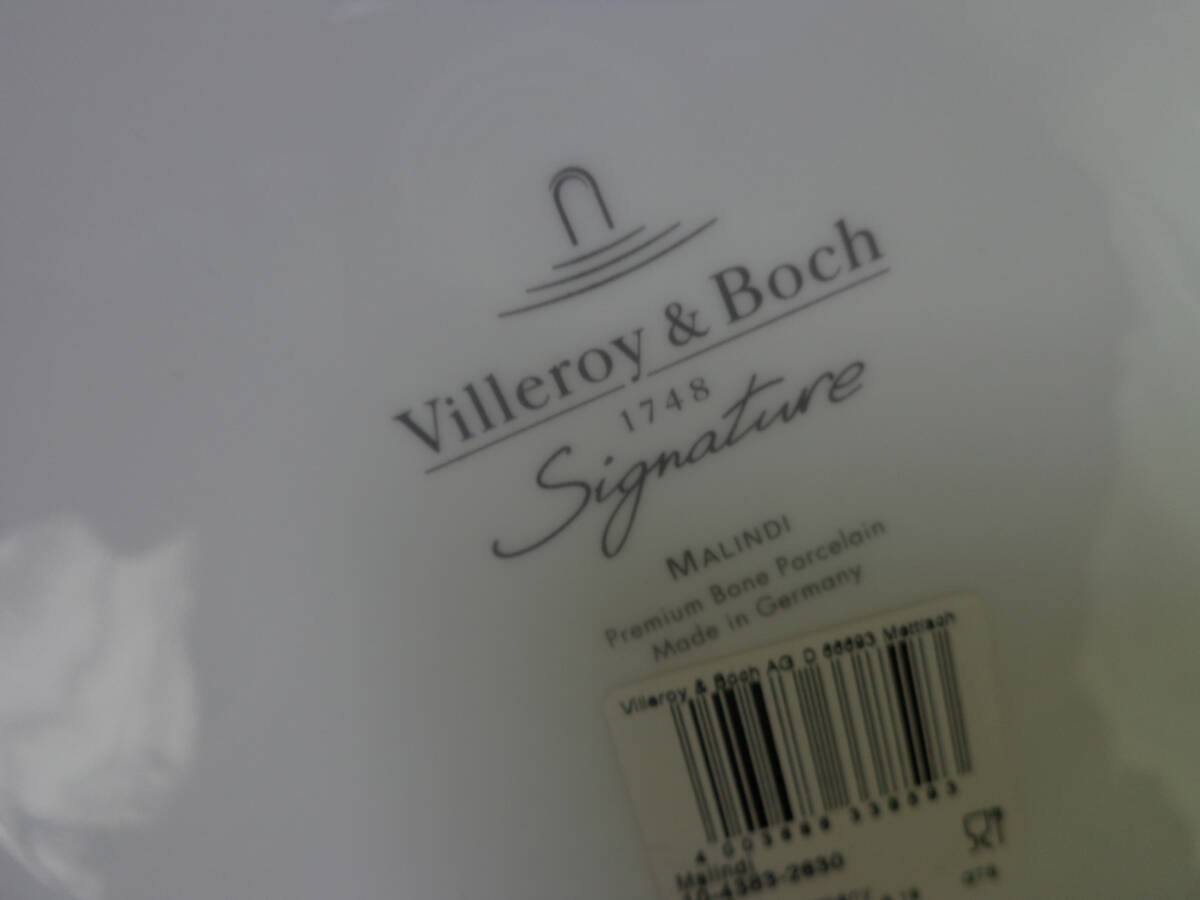 Villeroy & Boch
1748
Signature
MALINDI
Premium Bone Porcelain
Made in Germany
Villeroy & Boch AG D 66693 Mettlach
Malindi